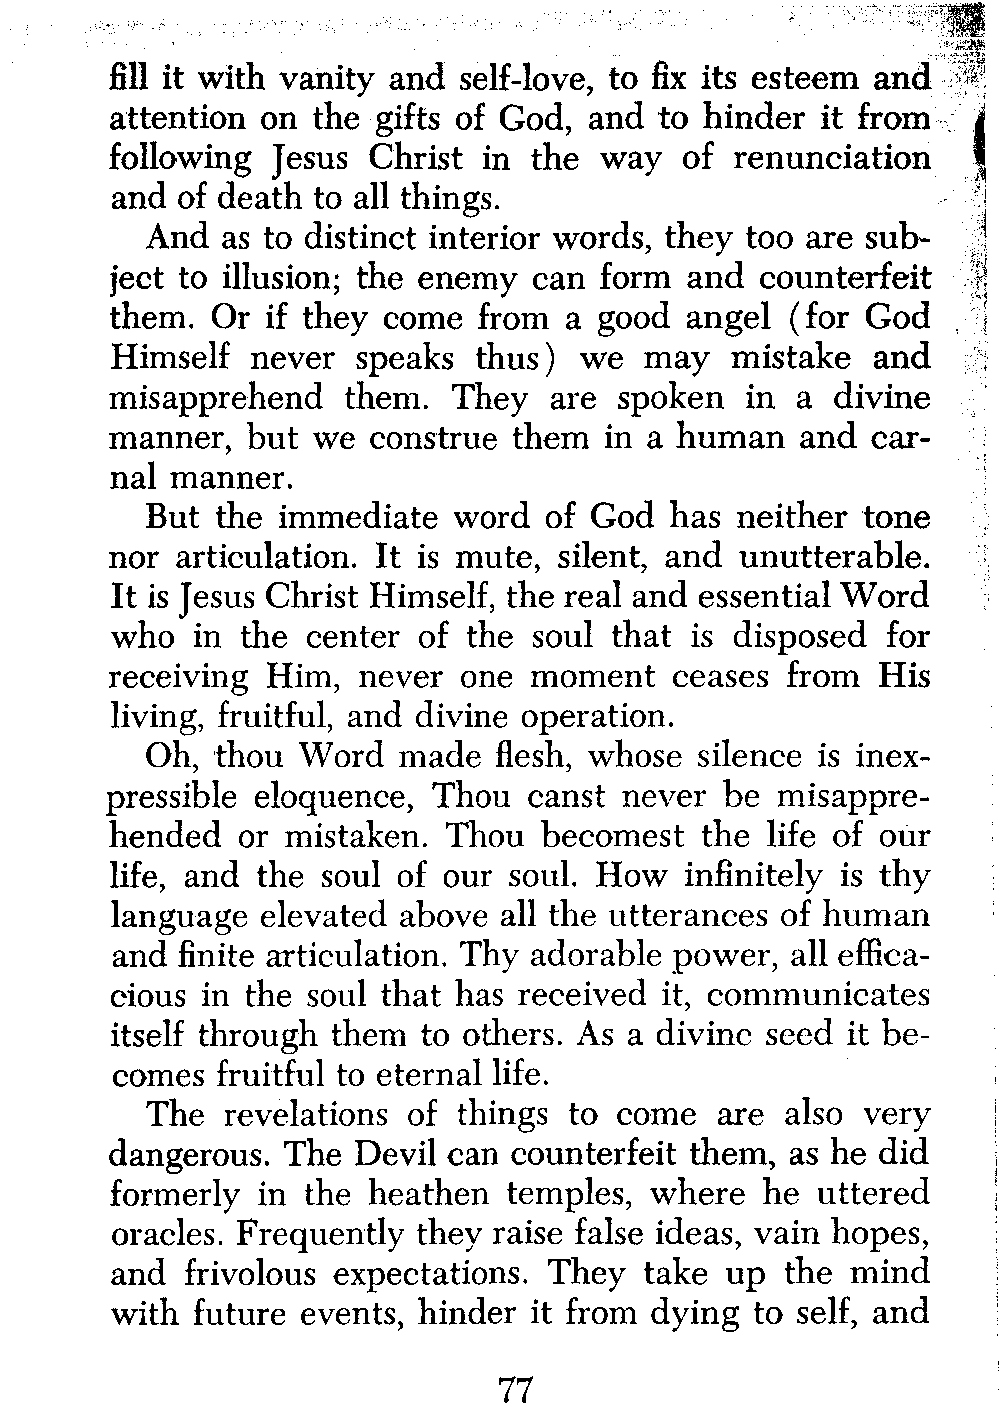 fill it with vanity and self-love, to fix its esteem and
attention on the gifts of God, and to hinder it from
following Jesus Christ in the way of renunciation
and of death to all things.
And as to distinct interior words, they too are sub-
ject to illusion; the enemy can form and counterfeit
them. Or if they come from a good angel (for God
Himself never speaks thus) we may mistake and
misapprehend them. They are spoken in a divine
manner, but we construe them in a human and car-
nal manner.
But the immediate word of God has neither tone
nor articulation. It is mute, silent, and unutterable.
It is Jesus Christ Himself, the real and essential Word
who in the center of the soul that is disposed for
receiving Him, never one moment ceases from His
living, fruitful, and divine operation.
Oh, thou Word made flesh, whose silence is inex-
pressible eloquence, Thou canst never be misappre-
hended or mistaken. Thou becomest the life of our
life, and the soul of our soul. How infinitely is thy
language elevated above all the utterances of human
and finite articulation. Thy adorable power, all effica-
cious in the soul that has received it, communicates
itself through them to others. As a divine seed it be-
comes fruitful to eternal life.
The revelations of things to come are also very
dangerous. The Devil can counterfeit them, as he did
formerly in the heathen temples, where he uttered
oracles. Frequently they raise false ideas, vain hopes,
and frivolous expectations. They take up the mind
with future events, hinder it from dying to self, and
77